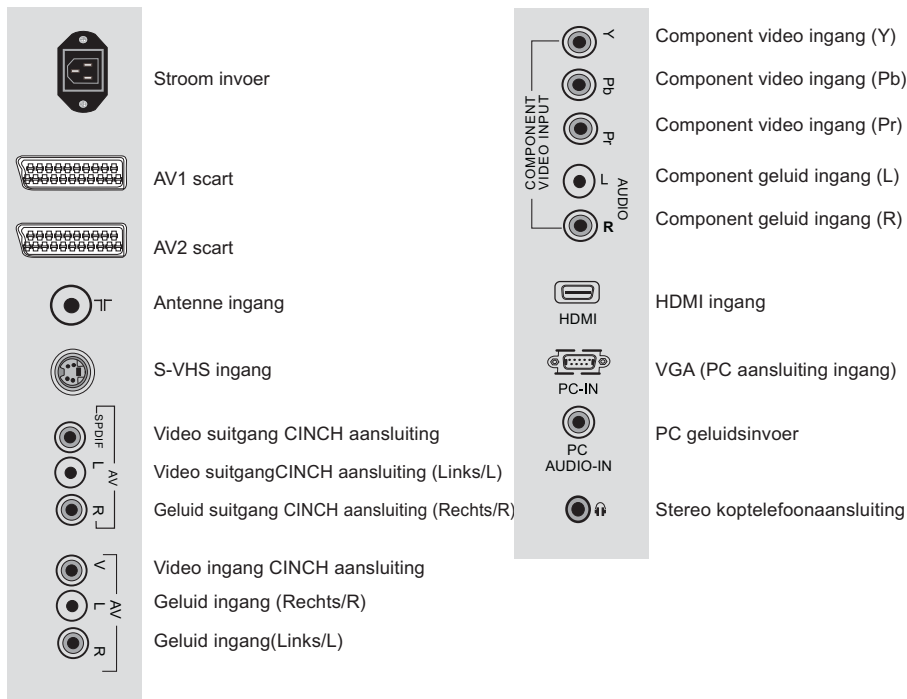 Stroom invoer
AV1 scart
AV2 scart
Antenne ingang
S-VHS ingang
SPDIF
L
R
AV
Video suitgang CINCH aansluiting
Video suitgangCINCH aansluiting (Links/L)
Geluid suitgang CINCH aansluiting (Rechts/R)
V
L
R
AV
Video ingang CINCH aansluiting
Geluid ingang (Rechts/R)
Geluid ingang(Links/L)
COMPONENT
VIDEO INPUT
Y
Pb
Pr
L
R
AUDIO
Component video ingang (Y)
Component video ingang (Pb)
Component video ingang (Pr)
Component geluid ingang (L)
Component geluid ingang (R)
HDMI
HDMI ingang
PC-IN
VGA (PC aansluiting ingang)
PC
AUDIO-IN
PC geluidsinvoer
Stereo koptelefoonaansluiting